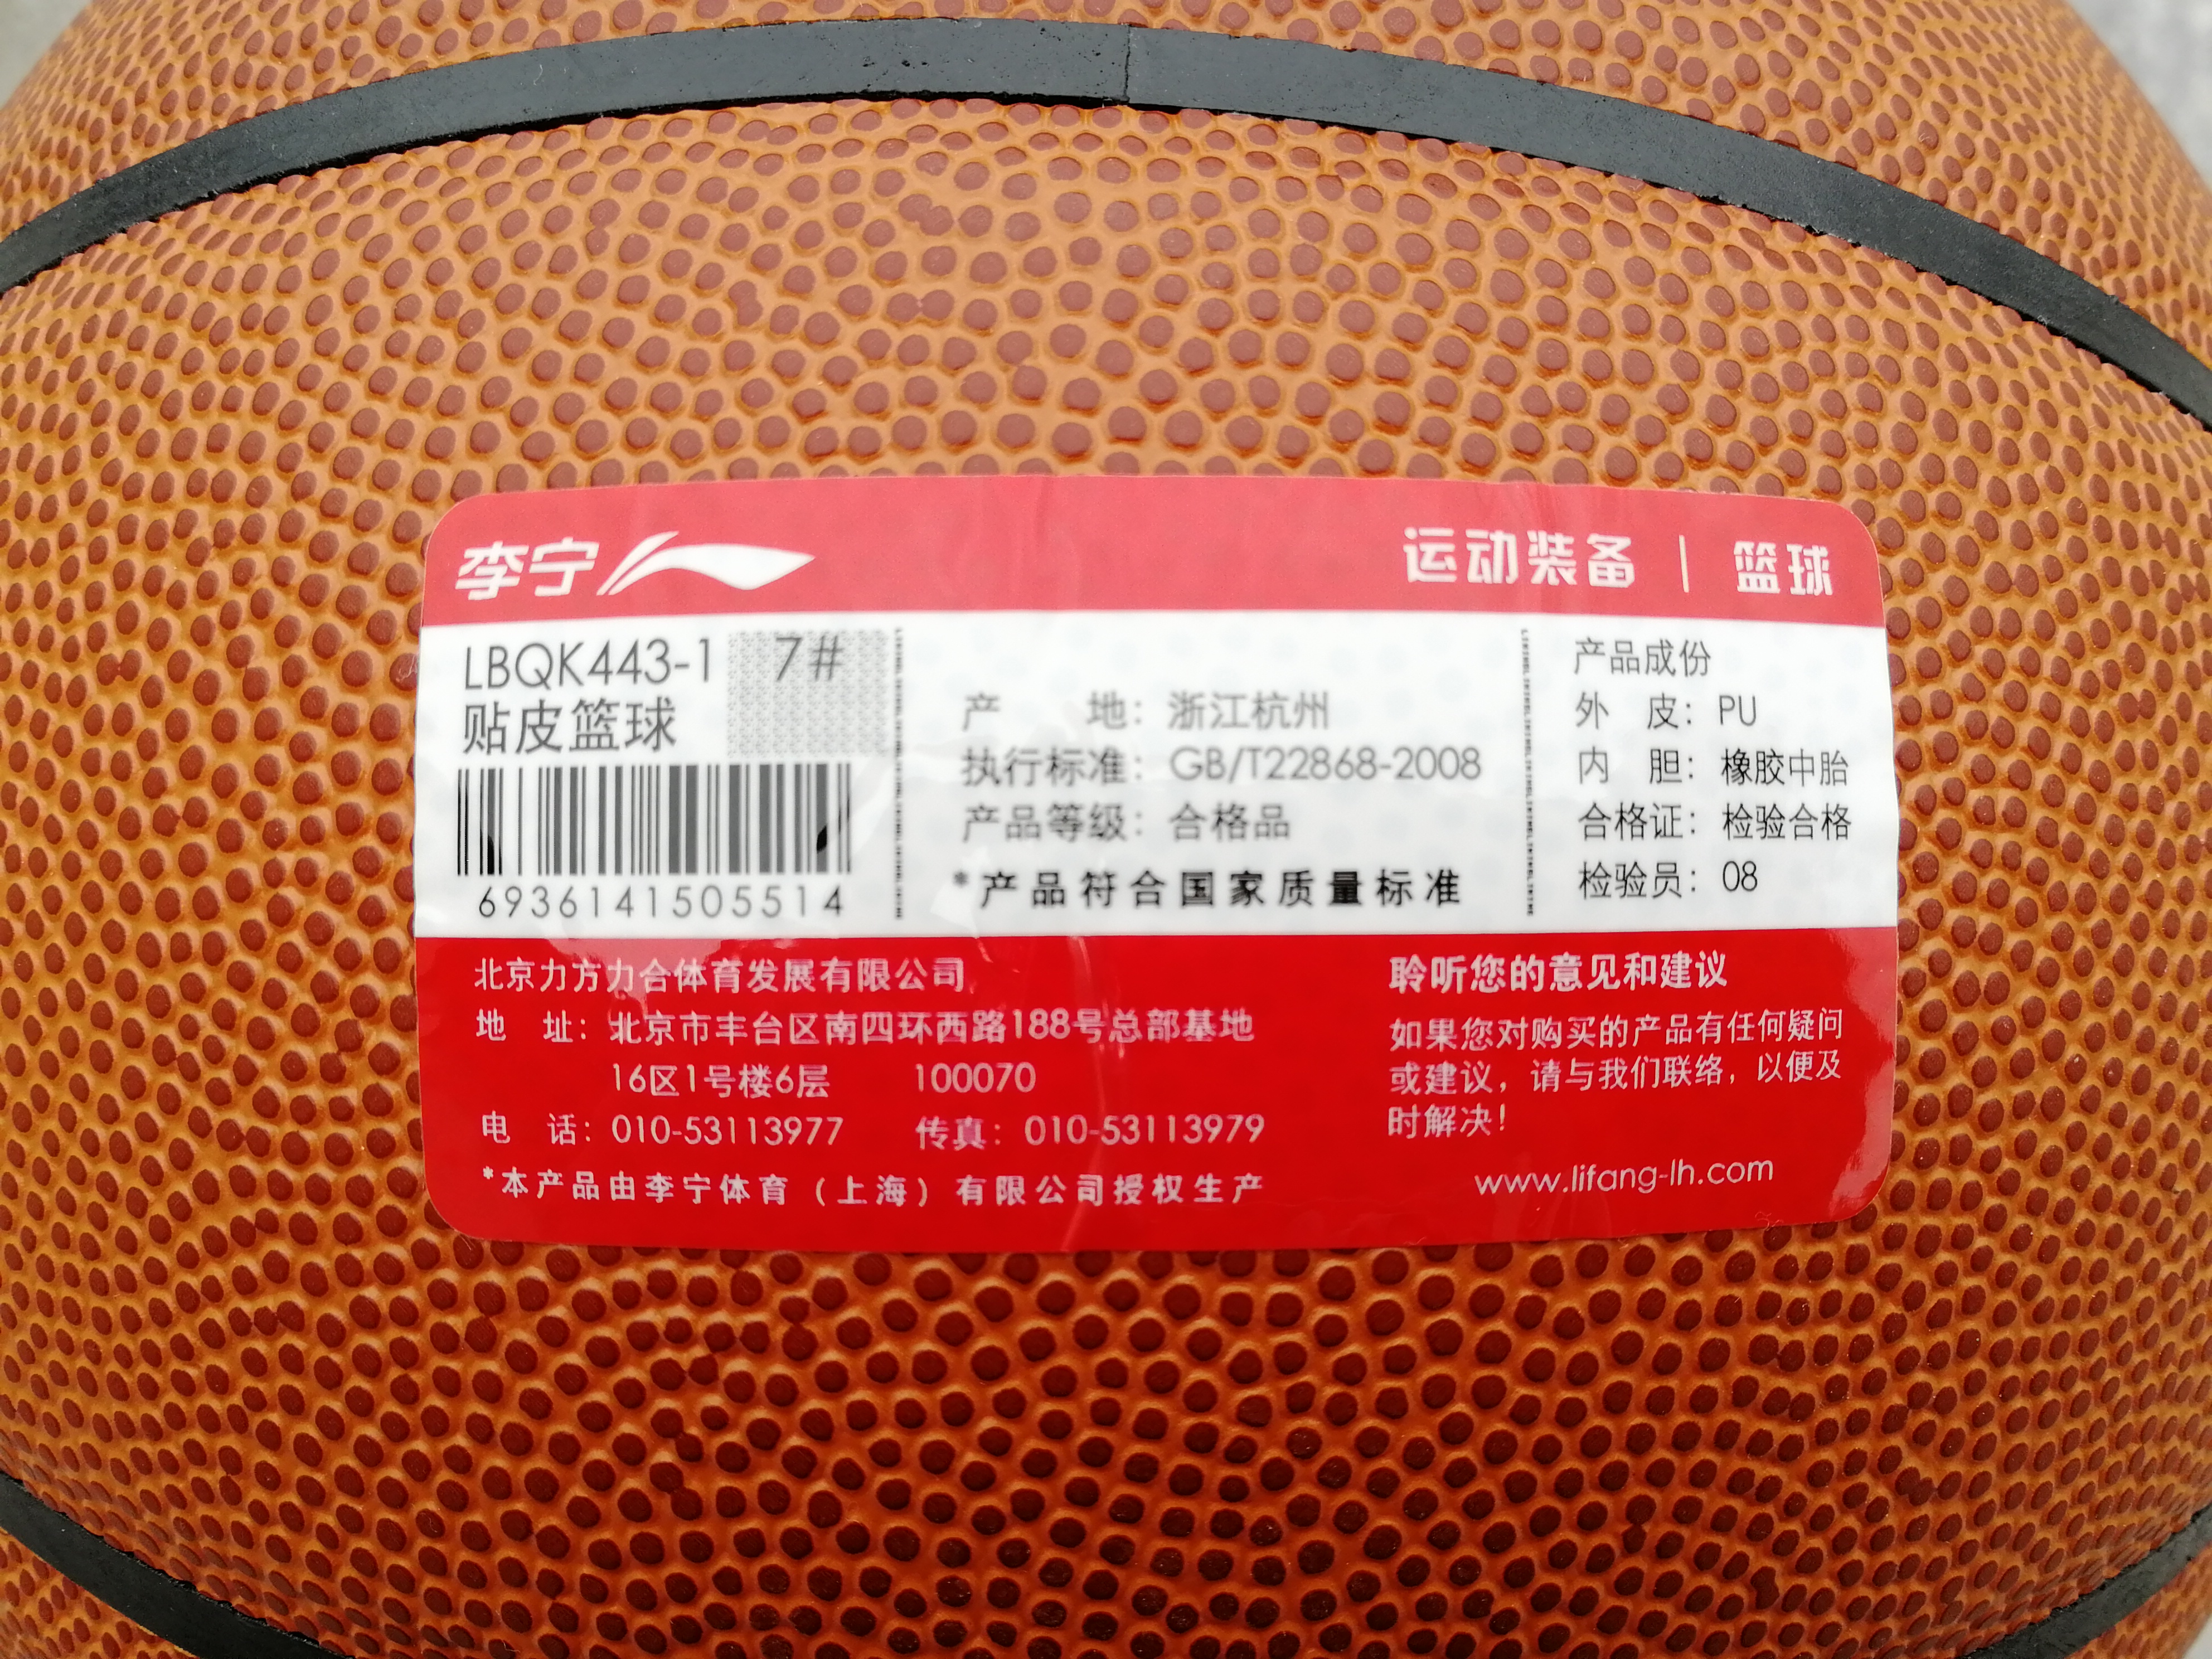 李宁
运动装备 | 篮球
LBQK443-1 7#
贴皮篮球
6936141505514
产 地：浙江杭州
执行标准：GB/T22868-2008
产品等级：合格品
*产品符合国家质量标准
产品成份
外 皮：PU
内 胆：橡胶中胎
合格证：检验合格
检验员：08
北京力方力合体育发展有限公司
地 址：北京市丰台区南四环西路188号总部基地
16区1号楼6层 100070
电 话：010-53113977 传真：010-53113979
*本产品由李宁体育（上海）有限公司授权生产
聆听您的意见和建议
如果您对购买的产品有任何疑问
或建议，请与我们联络，以便及
时解决！
www.lifang-lh.com